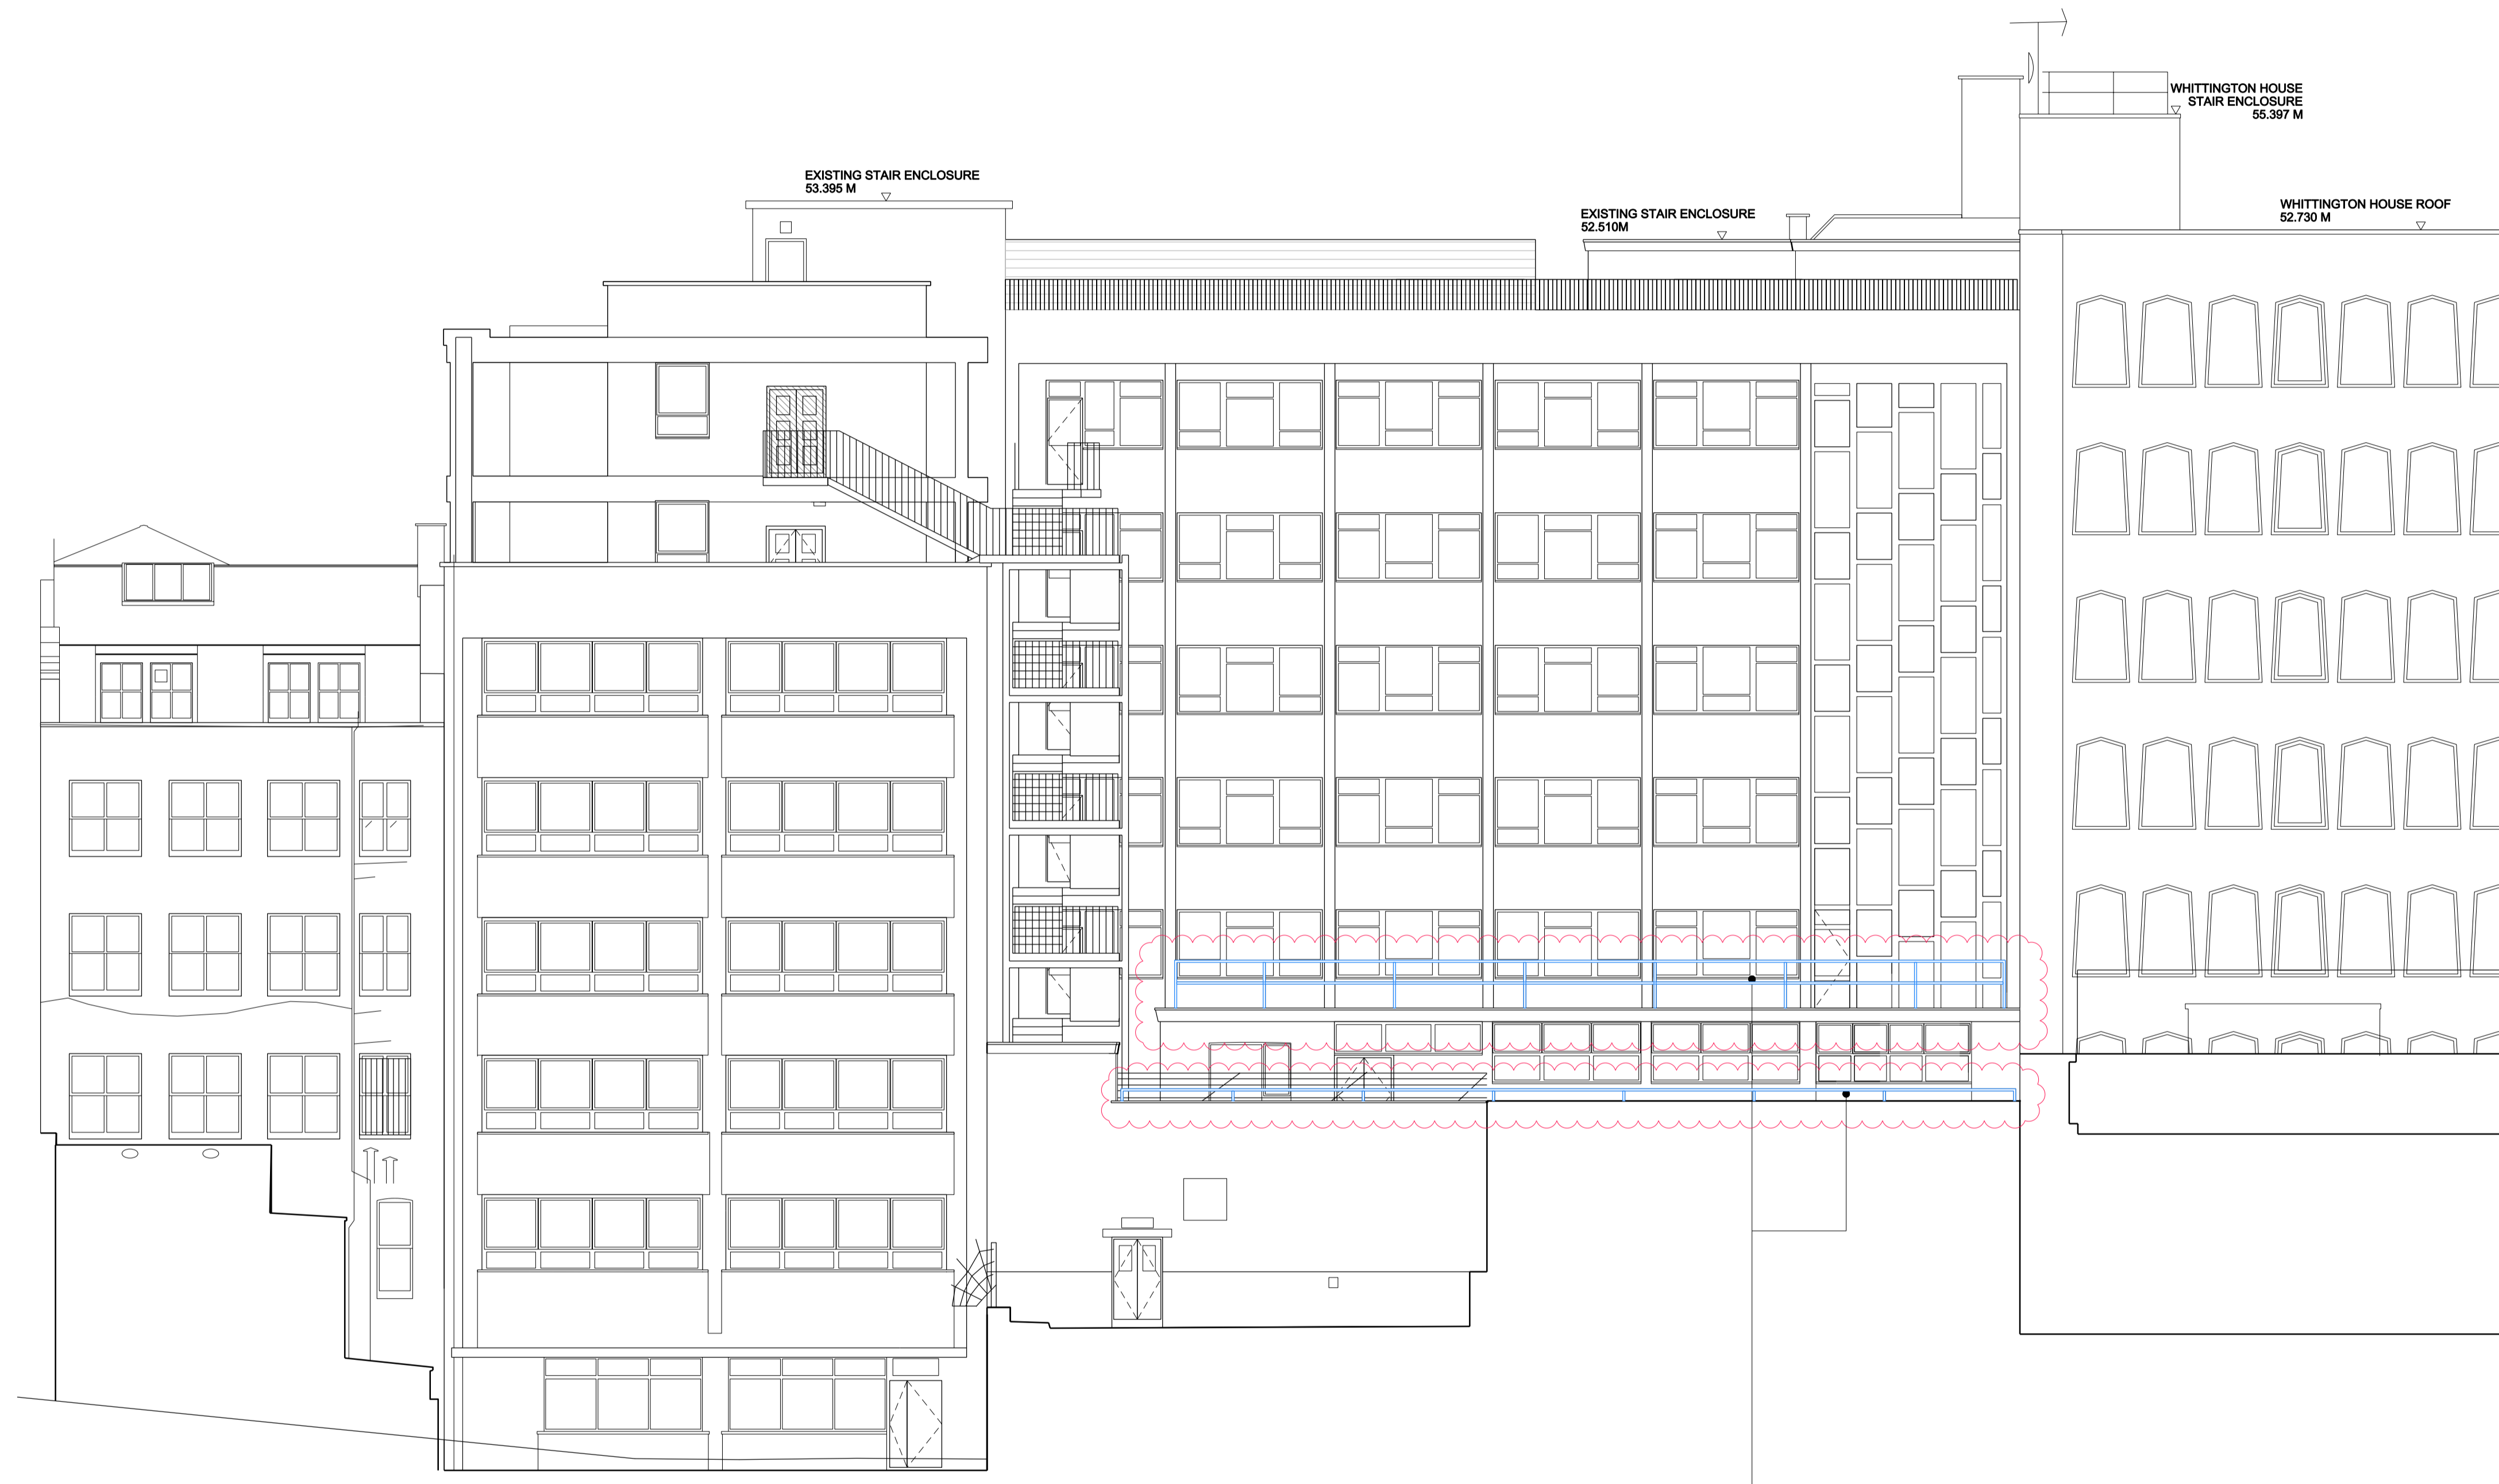 WHITTINGTON HOUSE
STAIR ENCLOSURE
55.397 M
EXISTING STAIR ENCLOSURE
53.395 M
EXISTING STAIR ENCLOSURE
52.510M
WHITTINGTON HOUSE ROOF
52.730 M